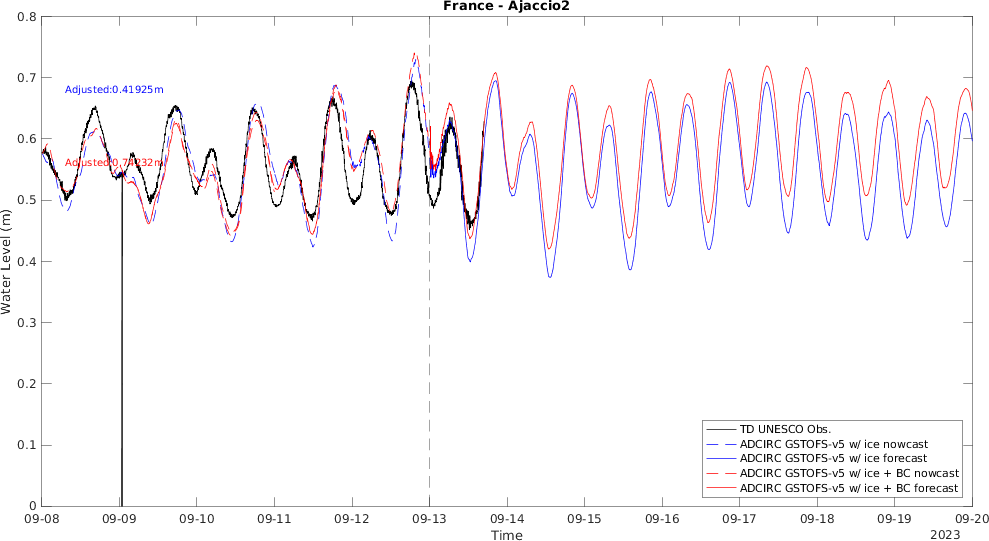 France - Ajaccio2
0.8
0.7
0.6
0.5
0.4
0.3
0.2
0.1
0
Water Level (m)
Adjusted:0.41925m
09-08
09-09
09-10
09-11
09-12
09-13
09-14
09-15
09-16
09-17
09-18
09-19
09-20
Time
2023
TD UNESCO Obs.
ADCIRC GSTOFS-v5 w/ ice nowcast
ADCIRC GSTOFS-v5 w/ ice forecast
ADCIRC GSTOFS-v5 w/ ice + BC nowcast
ADCIRC GSTOFS-v5 w/ ice + BC forecast